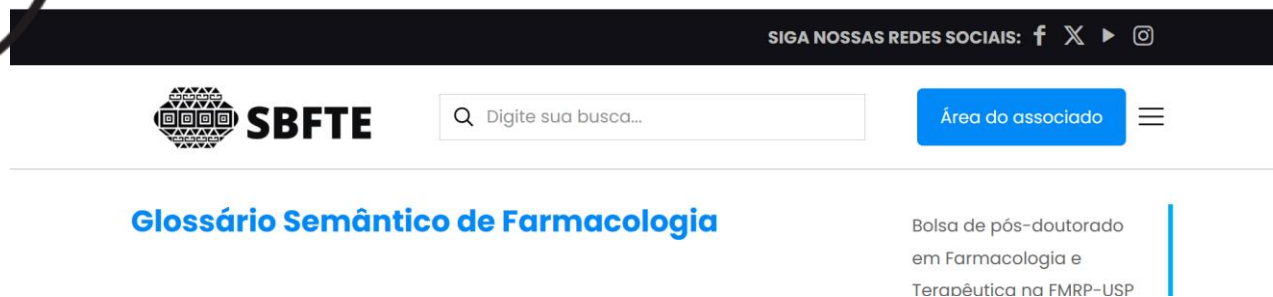 SIGA NOSSAS REDES SOCIAIS:
SBFTE
Digite sua busca...
Área do associado
Glossário Semântico de Farmacologia
Bolsa de pós-doutorado
em Farmacologia e
Terapêutica na FMRP-USP